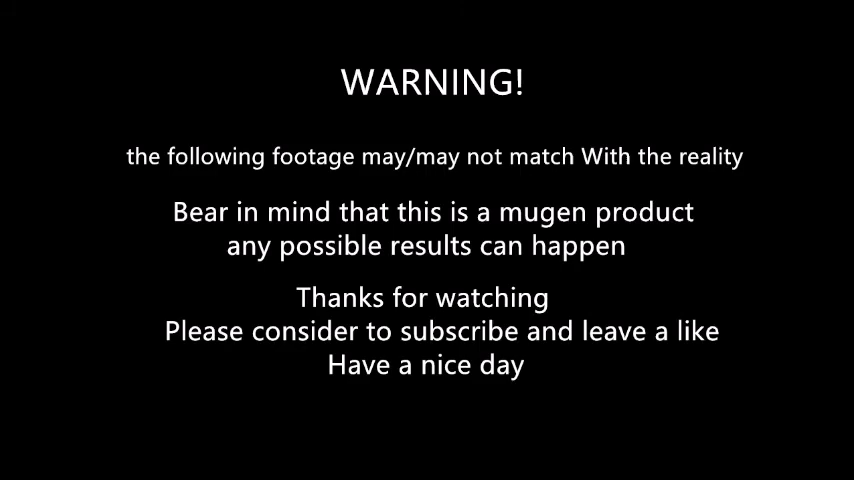 WARNING!
the following footage may/may not match With the reality
Bear in mind that this is a mugen product
any possible results can happen
Thanks for watching
Please consider to subscribe and leave a like
Have a nice day